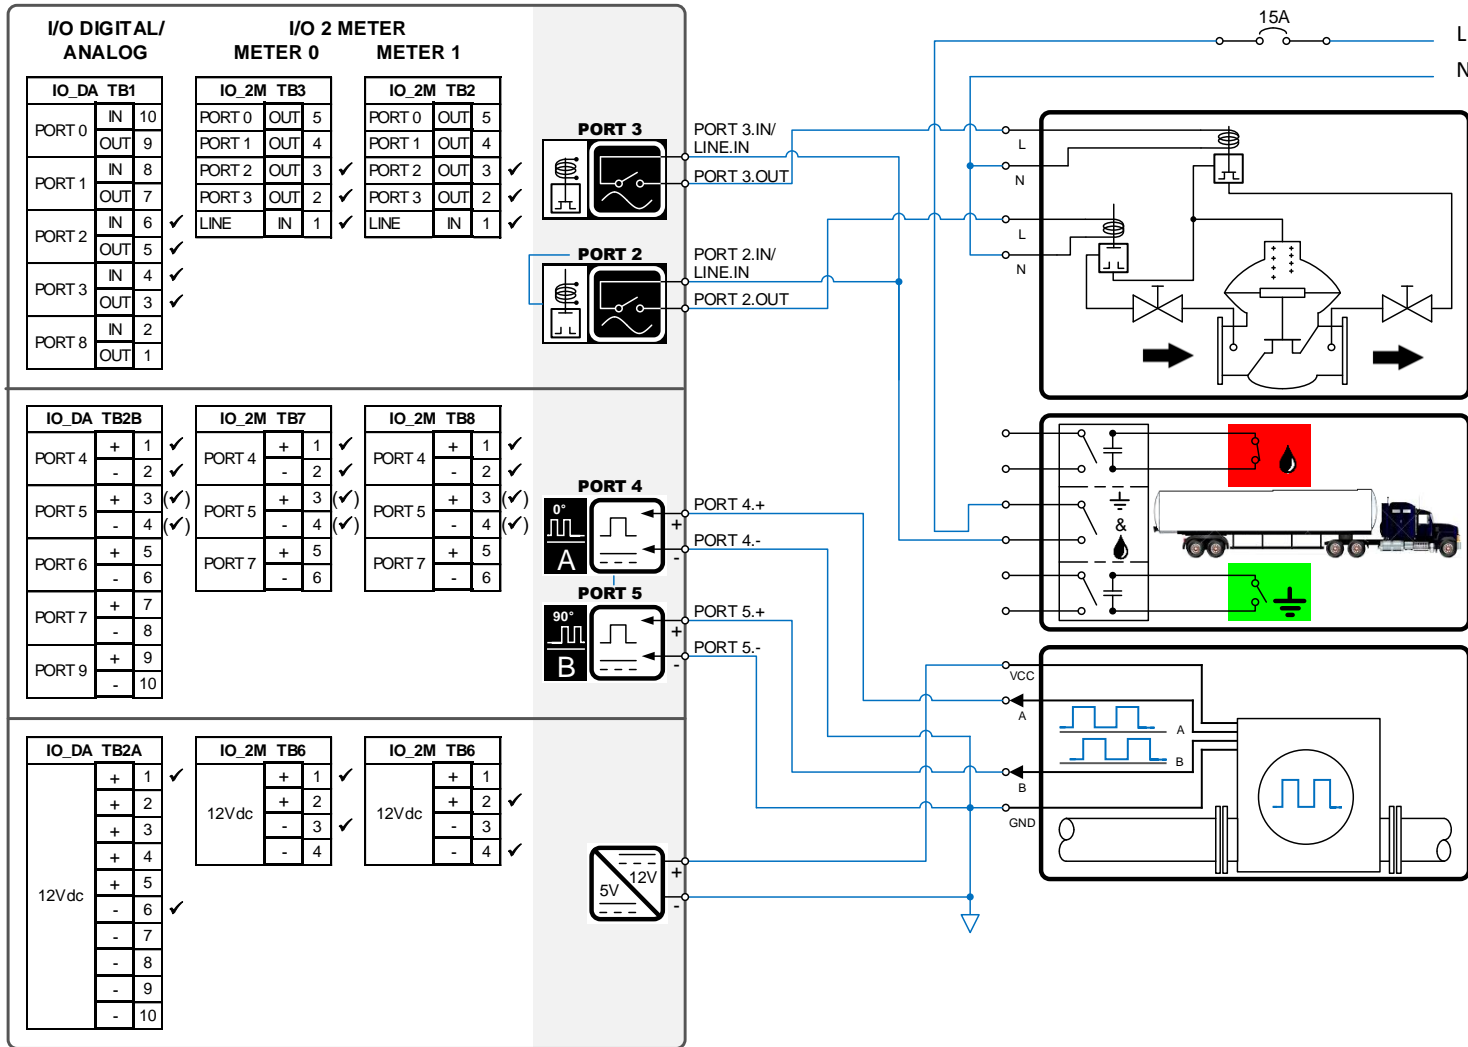 I/O DIGITAL/
ANALOG
I/O 2 METER
METER 0 METER 1
IO_DA TB1
PORT 0 IN 10
OUT 9
PORT 1 IN 8
OUT 7
PORT 2 IN 6 ✓
OUT 5 ✓
PORT 3 IN 4 ✓
OUT 3 ✓
PORT 8 IN 2
OUT 1
IO_2M TB3
PORT 0 OUT 5
PORT 1 OUT 4
PORT 2 OUT 3 ✓
PORT 3 OUT 2 ✓
LINE IN 1 ✓
IO_2M TB2
PORT 0 OUT 5
PORT 1 OUT 4
PORT 2 OUT 3 ✓
PORT 3 OUT 2 ✓
LINE IN 1 ✓
PORT 3
PORT 3.IN/
LINE.IN
PORT 3.OUT
PORT 2
PORT 2.IN/
LINE.IN
PORT 2.OUT
15A
L
N
L
N
L
N
IO_DA TB2B
PORT 4 + 1 ✓
- 2 ✓
PORT 5 + 3 (✓)
- 4 (✓)
PORT 6 + 5
- 6
PORT 7 + 7
- 8
PORT 9 + 9
- 10
IO_2M TB7
PORT 4 + 1 ✓
- 2 ✓
PORT 5 + 3 (✓)
- 4 (✓)
PORT 7 + 5
- 6
IO_2M TB8
PORT 4 + 1 ✓
- 2 ✓
PORT 5 + 3 (✓)
- 4 (✓)
PORT 7 + 5
- 6
PORT 4
0°
A
+
-
PORT 4.+
PORT 4.-
PORT 5
90°
B
+
-
PORT 5.+
PORT 5.-
&
VCC
A
B
GND
A
B
IO_DA TB2A
12Vdc + 1 ✓
+ 2
+ 3
+ 4
+ 5
- 6 ✓
- 7
- 8
- 9
- 10
IO_2M TB6
12Vdc + 1 ✓
+ 2
- 3 ✓
- 4
IO_2M TB6
12Vdc + 1
+ 2 ✓
- 3
- 4 ✓
12V
5V
+
-